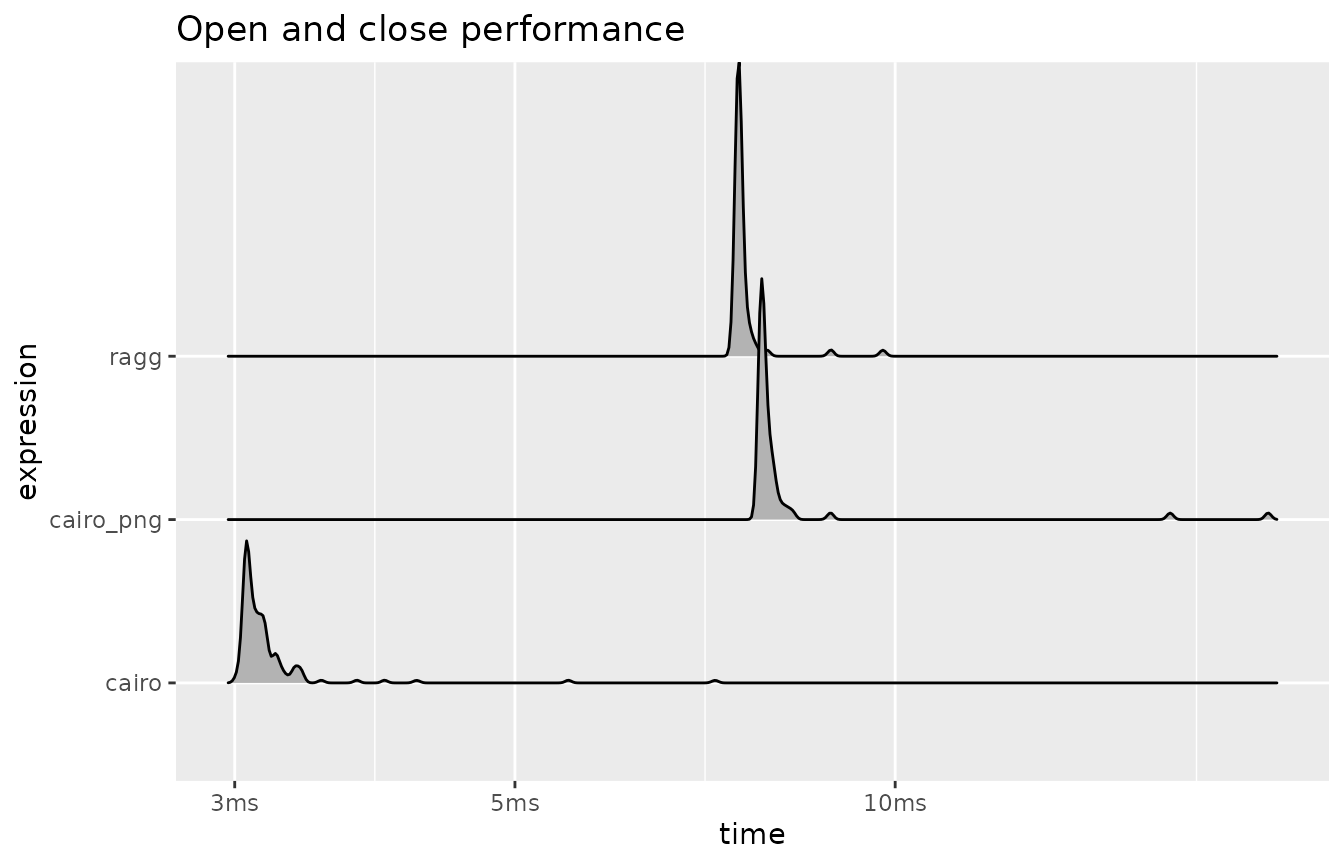 Open and close performance
expression
ragg
cairo_png
cairo
3ms 5ms 10ms
time